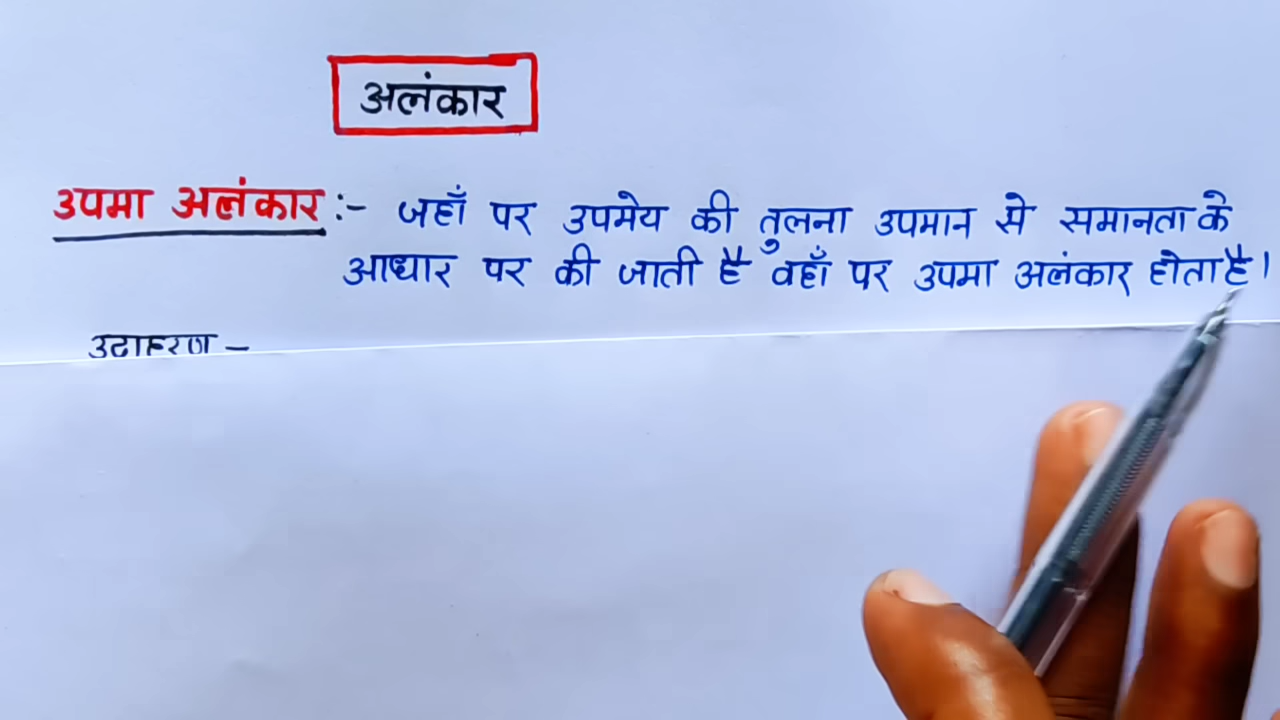 अलंकार
उपमा अलंकार :- जहाँ पर उपमेय की तुलना उपमान से समानता के
आधार पर की जाती है वहाँ पर उपमा अलंकार होता है।
उदाहरण -